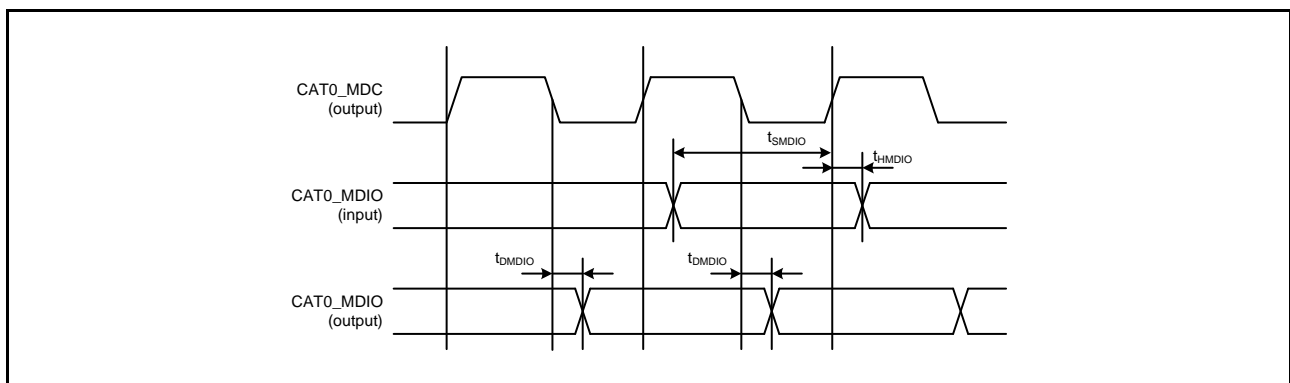 CAT0_MDC
(output)
tSMDIO
tHMDIO
CAT0_MDIO
(input)
tDMDIO
tDMDIO
CAT0_MDIO
(output)